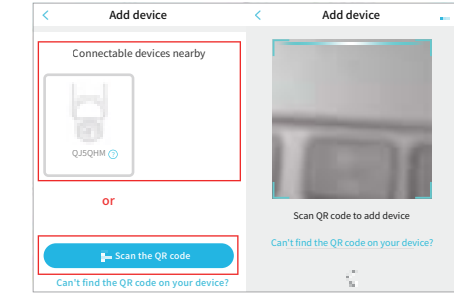 Add device
Connectable devices nearby
QJ5QHM
or
Scan the QR code
Can't find the QR code on your device?
Add device
Scan QR code to add device
Can't find the QR code on your device?